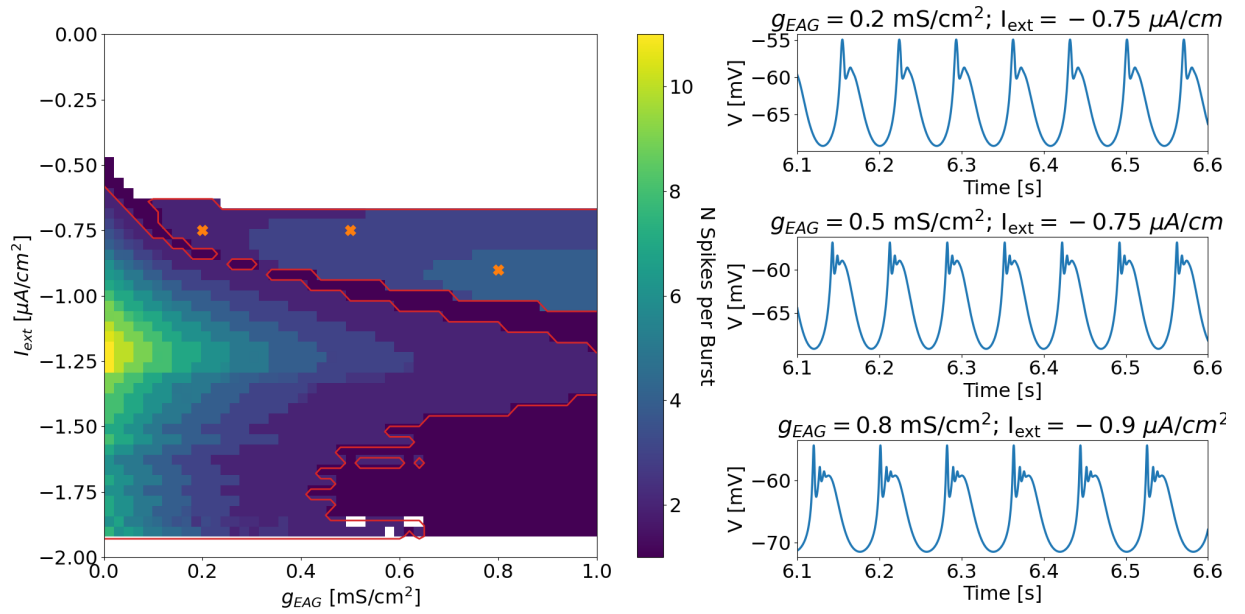 0.00
−0.25
−0.50
−0.75
−1.00
−1.25
−1.50
−1.75
−2.00
I_ext [μA/cm²]
0.0 0.2 0.4 0.6 0.8 1.0
g_EAG [mS/cm²]
10
8
6
4
2
N Spikes per Burst
g_EAG = 0.2 mS/cm²; I_ext = − 0.75 μA/cm
−55
−60
−65
V [mV]
6.1 6.2 6.3 6.4 6.5 6.6
Time [s]
g_EAG = 0.5 mS/cm²; I_ext = − 0.75 μA/cm
−60
−65
V [mV]
6.1 6.2 6.3 6.4 6.5 6.6
Time [s]
g_EAG = 0.8 mS/cm²; I_ext = − 0.9 μA/cm²
−60
−70
V [mV]
6.1 6.2 6.3 6.4 6.5 6.6
Time [s]